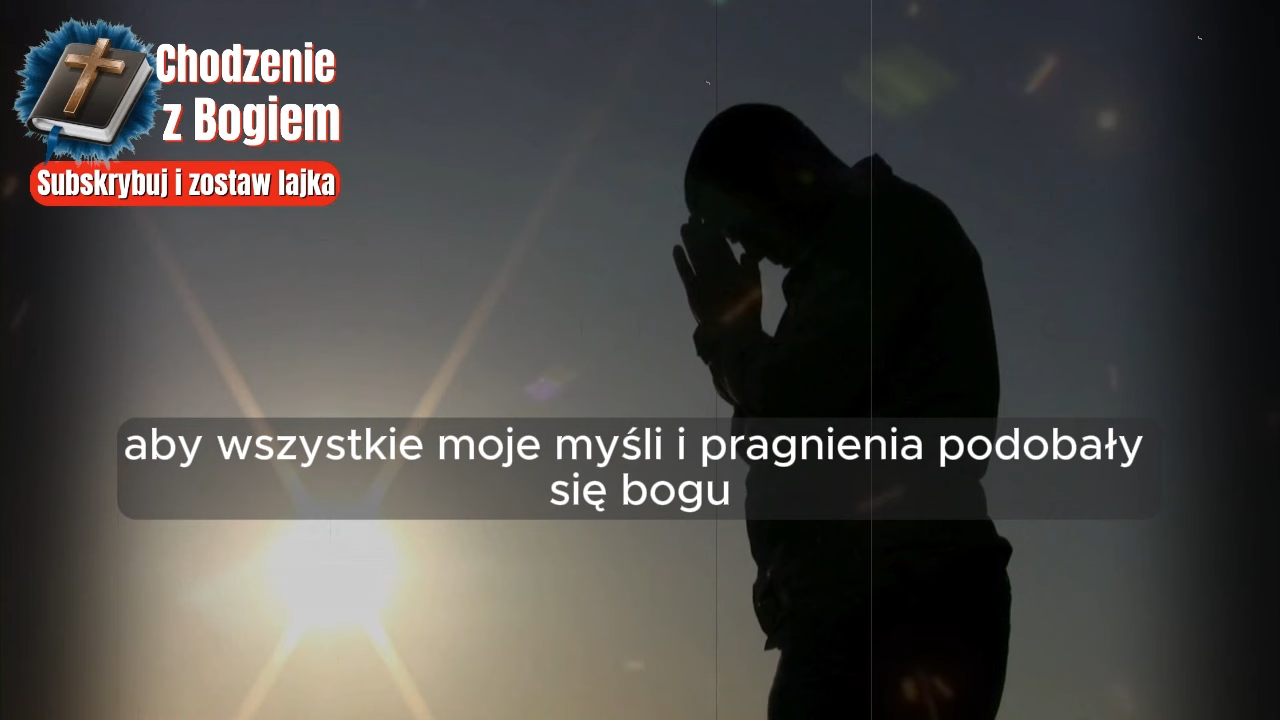 Chodzenie
z Bogiem
Subskrybuj i zostaw lajka
aby wszystkie moje myśli i pragnienia podobały
się bogu